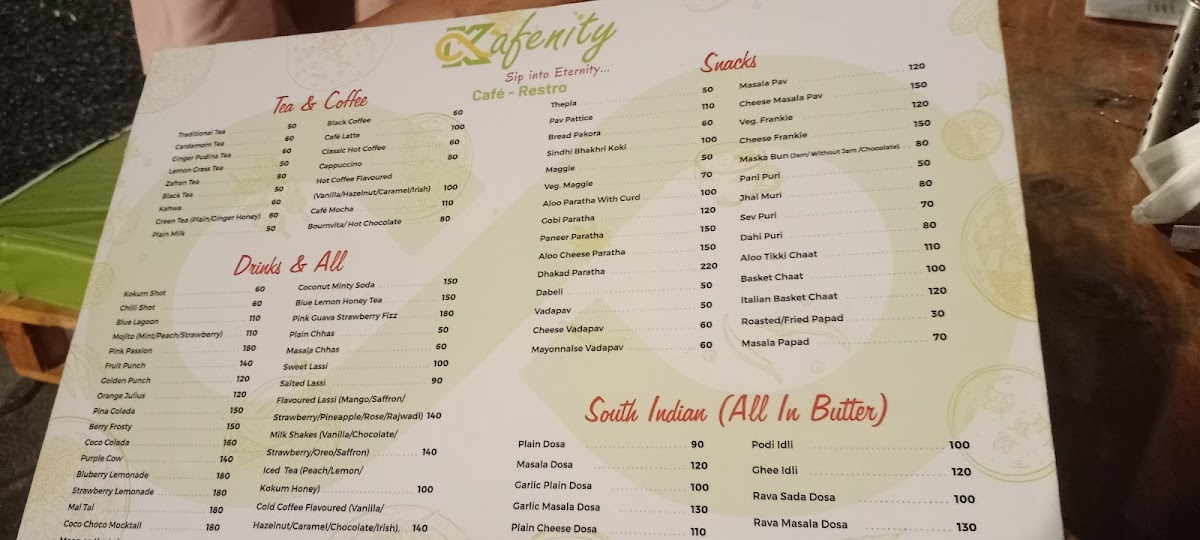 Kafenity
Sip into Eternity...
Café - Restro
Tea & Coffee
Traditional Tea 50
Cardamom Tea 60
Ginger Pudina Tea 60
Lemon Grass Tea 50
Zafran Tea 80
Black Tea 50
Kahwa 60
Green Tea (Plain/Ginger Honey) 60
Plain Milk 50
Black Coffee 60
Café Latte 100
Classic Hot Coffee 60
Cappuccino 80
Hot Coffee Flavoured
(Vanilla/Hazelnut/Caramel/Irish) 100
Café Mocha 110
Bournvita/ Hot Chocolate 80
Drinks & All
Kokum Shot 60
Chilli Shot 60
Blue Lagoon 110
Mojito (Mint/Peach/Strawberry) 110
Pink Passion 180
Fruit Punch 140
Golden Punch 120
Orange Julius 120
Pina Colada 150
Berry Frosty 150
Coco Colada 160
Purple Cow 140
Bluberry Lemonade 180
Strawberry Lemonade 180
Mai Tai 180
Coco Choco Mocktail 180
Coconut Minty Soda 150
Blue Lemon Honey Tea 150
Pink Guava Strawberry Fizz 180
Plain Chhas 50
Masala Chhas 60
Sweet Lassi 100
Salted Lassi 90
Flavoured Lassi (Mango/Saffron/
Strawberry/Pineapple/Rose/Rajwadi) 140
Milk Shakes (Vanilla/Chocolate/
Strawberry/Oreo/Saffron) 140
Iced Tea (Peach/Lemon/
Kokum Honey) 100
Cold Coffee Flavoured (Vanilla/
Hazelnut/Caramel/Chocolate/Irish). 140
Snacks
Thepla 50
Pav Pattice 110
Bread Pakora 60
Sindhi Bhakhri Koki 100
Maggie 50
Veg. Maggie 70
Aloo Paratha With Curd 100
Gobi Paratha 120
Paneer Paratha 150
Aloo Cheese Paratha 150
Dhakad Paratha 220
Dabeli 50
Vadapav 50
Cheese Vadapav 60
Mayonnaise Vadapav 60
Masala Pav 120
Cheese Masala Pav 150
Veg. Frankie 120
Cheese Frankie 150
Maska Bun (Jam/Without Jam /Chocolate) 80
Pani Puri 50
Jhal Muri 80
Sev Puri 70
Dahi Puri 80
Aloo Tikki Chaat 110
Basket Chaat 100
Italian Basket Chaat 120
Roasted/Fried Papad 30
Masala Papad 70
South Indian (All In Butter)
Plain Dosa 90
Masala Dosa 120
Garlic Plain Dosa 100
Garlic Masala Dosa 130
Plain Cheese Dosa 110
Podi Idli 100
Ghee Idli 120
Rava Sada Dosa 100
Rava Masala Dosa 130